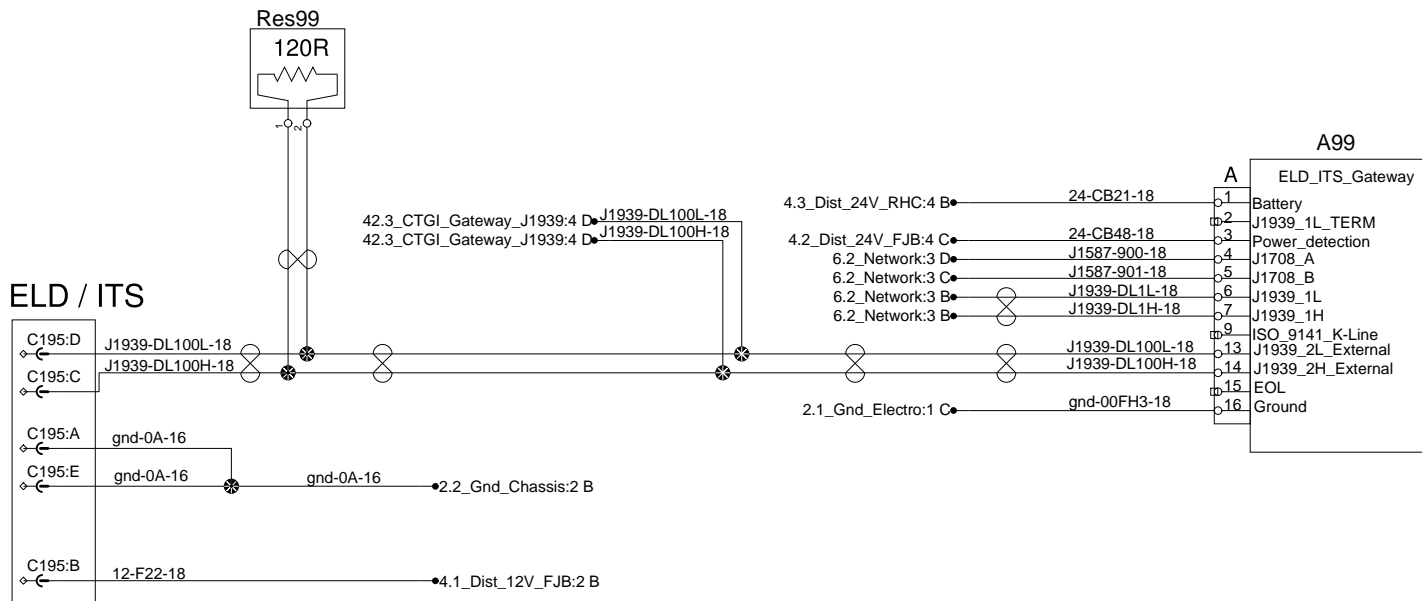 Res99
120R
1
2
A99
A
ELD_ITS_Gateway
4.3_Dist_24V_RHC:4 B
24-CB21-18
1
Battery
2
J1939_1L_TERM
4.2_Dist_24V_FJB:4 C
24-CB48-18
3
Power_detection
6.2_Network:3 D
J1587-900-18
4
J1708_A
6.2_Network:3 C
J1587-901-18
5
J1708_B
6.2_Network:3 B
J1939-DL1L-18
6
J1939_1L
6.2_Network:3 B
J1939-DL1H-18
7
J1939_1H
9
ISO_9141_K-Line
J1939-DL100L-18
13
J1939_2L_External
J1939-DL100H-18
14
J1939_2H_External
15
EOL
2.1_Gnd_Electro:1 C
gnd-00FH3-18
16
Ground
42.3_CTGI_Gateway_J1939:4 D
J1939-DL100L-18
42.3_CTGI_Gateway_J1939:4 D
J1939-DL100H-18
ELD / ITS
C195:D
J1939-DL100L-18
C195:C
J1939-DL100H-18
C195:A
gnd-0A-16
C195:E
gnd-0A-16
gnd-0A-16
2.2_Gnd_Chassis:2 B
C195:B
12-F22-18
4.1_Dist_12V_FJB:2 B